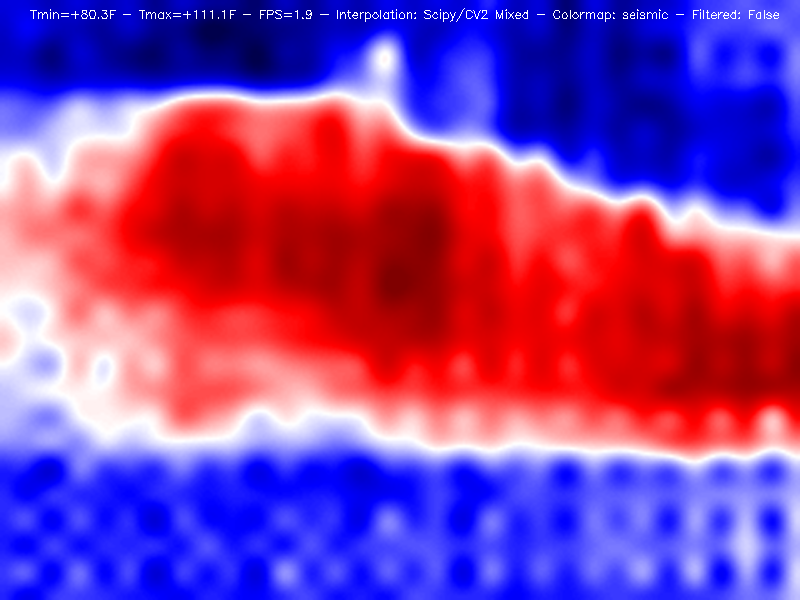 Tmin=+80.3F – Tmax=+111.1F – FPS=1.9 – Interpolation: Scipy/CV2 Mixed – Colormap: seismic – Filtered: False